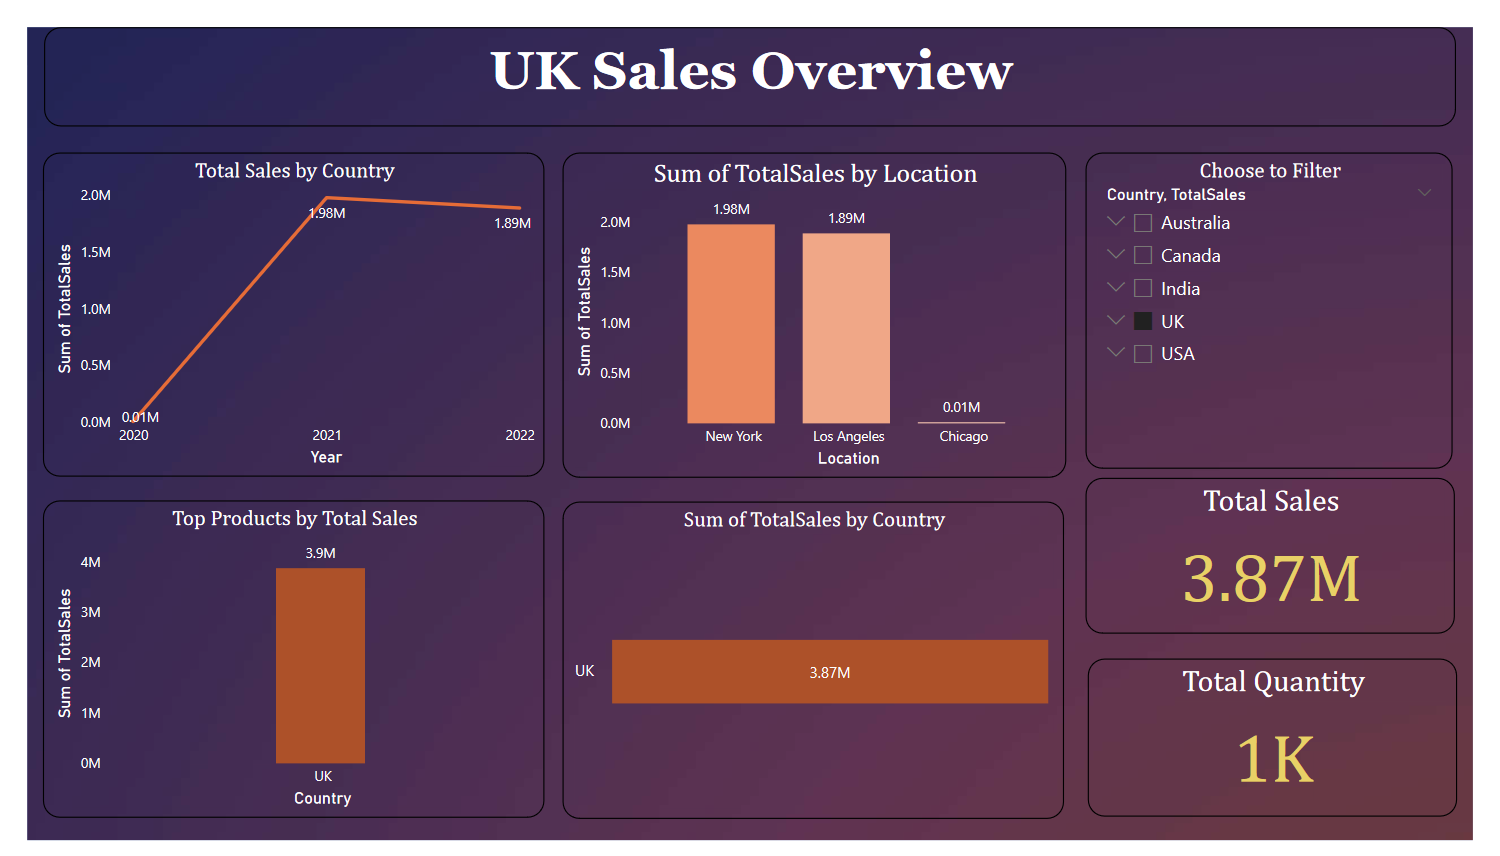 UK Sales Overview
Total Sales by Country
Sum of TotalSales
2.0M
1.5M
1.0M
0.5M
0.0M
0.01M
1.98M
1.89M
2020
2021
2022
Year
Sum of TotalSales by Location
Sum of TotalSales
2.0M
1.5M
1.0M
0.5M
0.0M
1.98M
1.89M
0.01M
New York
Los Angeles
Chicago
Location
Choose to Filter
Country, TotalSales
Australia
Canada
India
UK
USA
Top Products by Total Sales
Sum of TotalSales
4M
3M
2M
1M
0M
3.9M
UK
Country
Sum of TotalSales by Country
UK
3.87M
Total Sales
3.87M
Total Quantity
1K